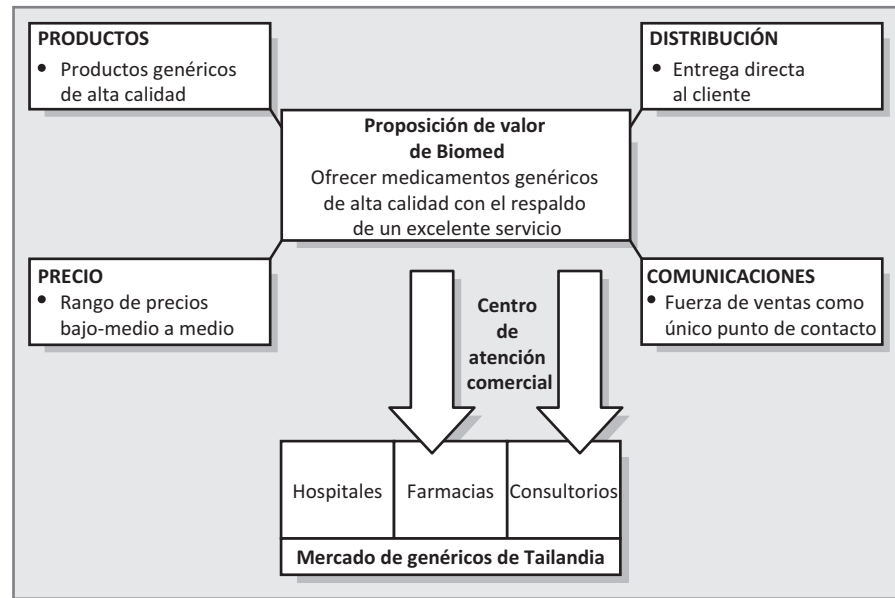 PRODUCTOS
• Productos genéricos
de alta calidad
DISTRIBUCIÓN
• Entrega directa
al cliente
Proposición de valor
de Biomed
Ofrecer medicamentos genéricos
de alta calidad con el respaldo
de un excelente servicio
PRECIO
• Rango de precios
bajo-medio a medio
COMUNICACIONES
• Fuerza de ventas como
único punto de contacto
Centro
de
atención
comercial
Hospitales
Farmacias
Consultorios
Mercado de genéricos de Tailandia